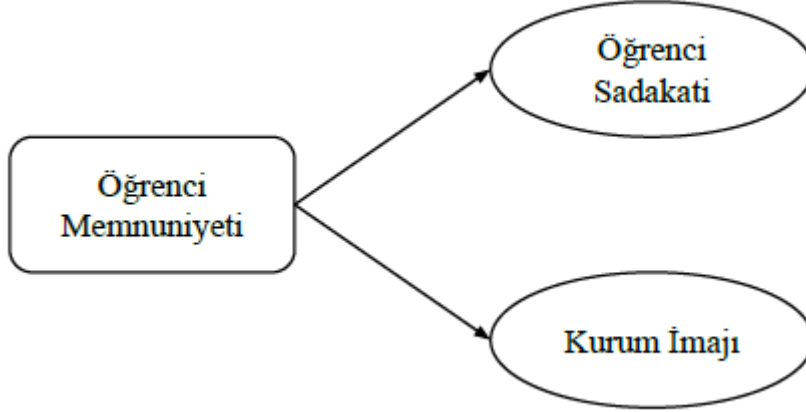 Öğrenci
Sadakati
Öğrenci
Memnuniyeti
Kurum İmajı